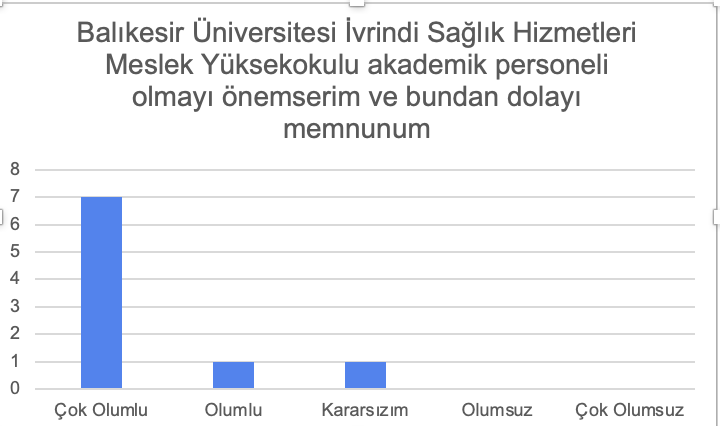 Balıkesir Üniversitesi İvrindi Sağlık Hizmetleri
Meslek Yüksekokulu akademik personeli
olmayı önemserim ve bundan dolayı
memnunum
8
7
6
5
4
3
2
1
0
Çok Olumlu Olumlu Kararsızım Olumsuz Çok Olumsuz